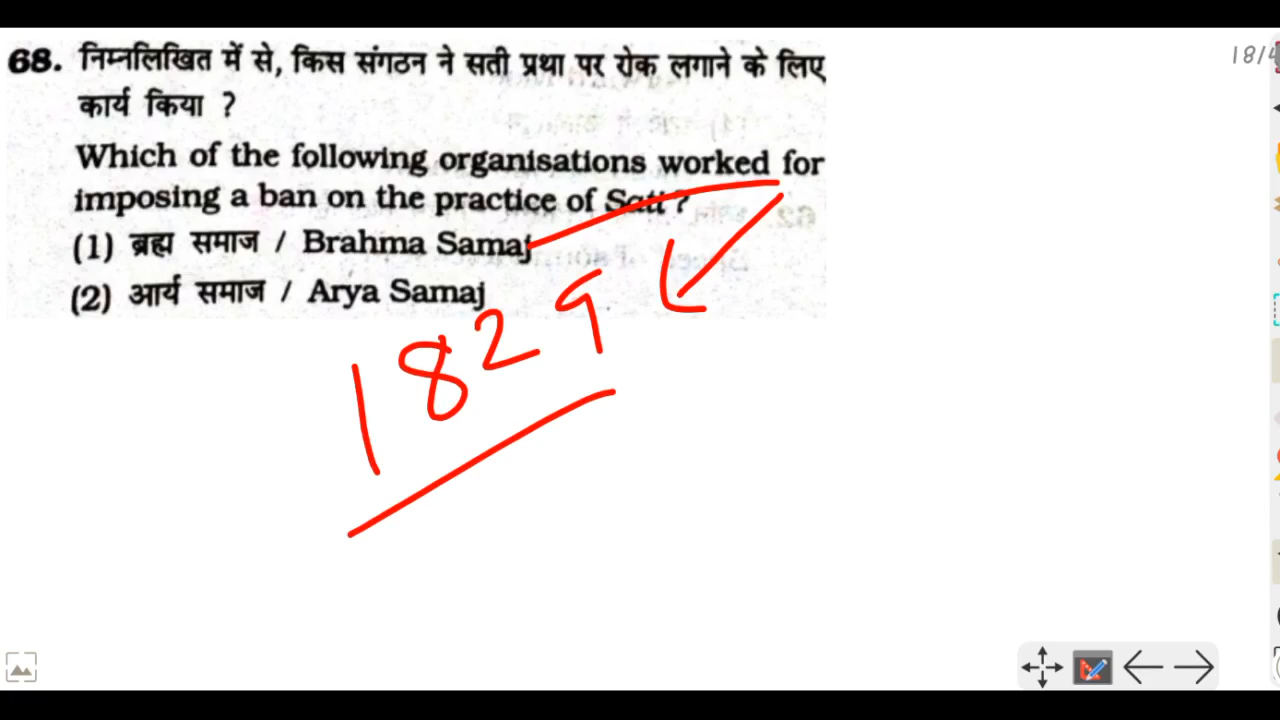 68. निम्नलिखित में से, किस संगठन ने सती प्रथा पर रोक लगाने के लिए
कार्य किया ?
Which of the following organisations worked for
imposing a ban on the practice of Sati ?
(1) ब्रह्म समाज / Brahma Samaj
(2) आर्य समाज / Arya Samaj
1829
18/4